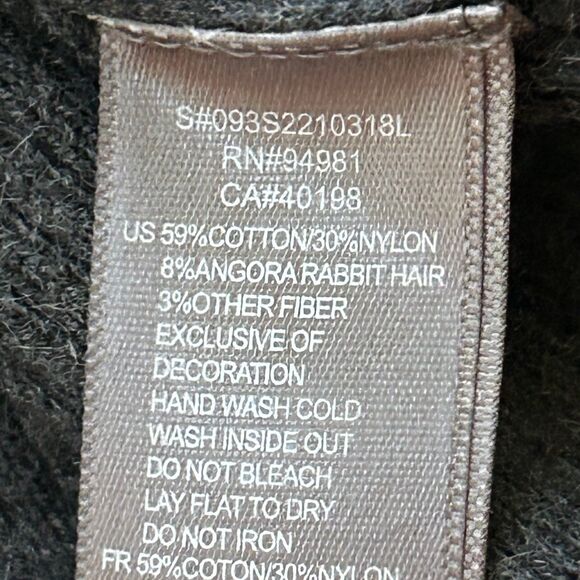 S#093S2210318L
RN#94981
CA#40198
US 59%COTTON/30%NYLON
8%ANGORA RABBIT HAIR
3%OTHER FIBER
EXCLUSIVE OF
DECORATION
HAND WASH COLD
WASH INSIDE OUT
DO NOT BLEACH
LAY FLAT TO DRY
DO NOT IRON
FR 59%COTON/30%NYLON